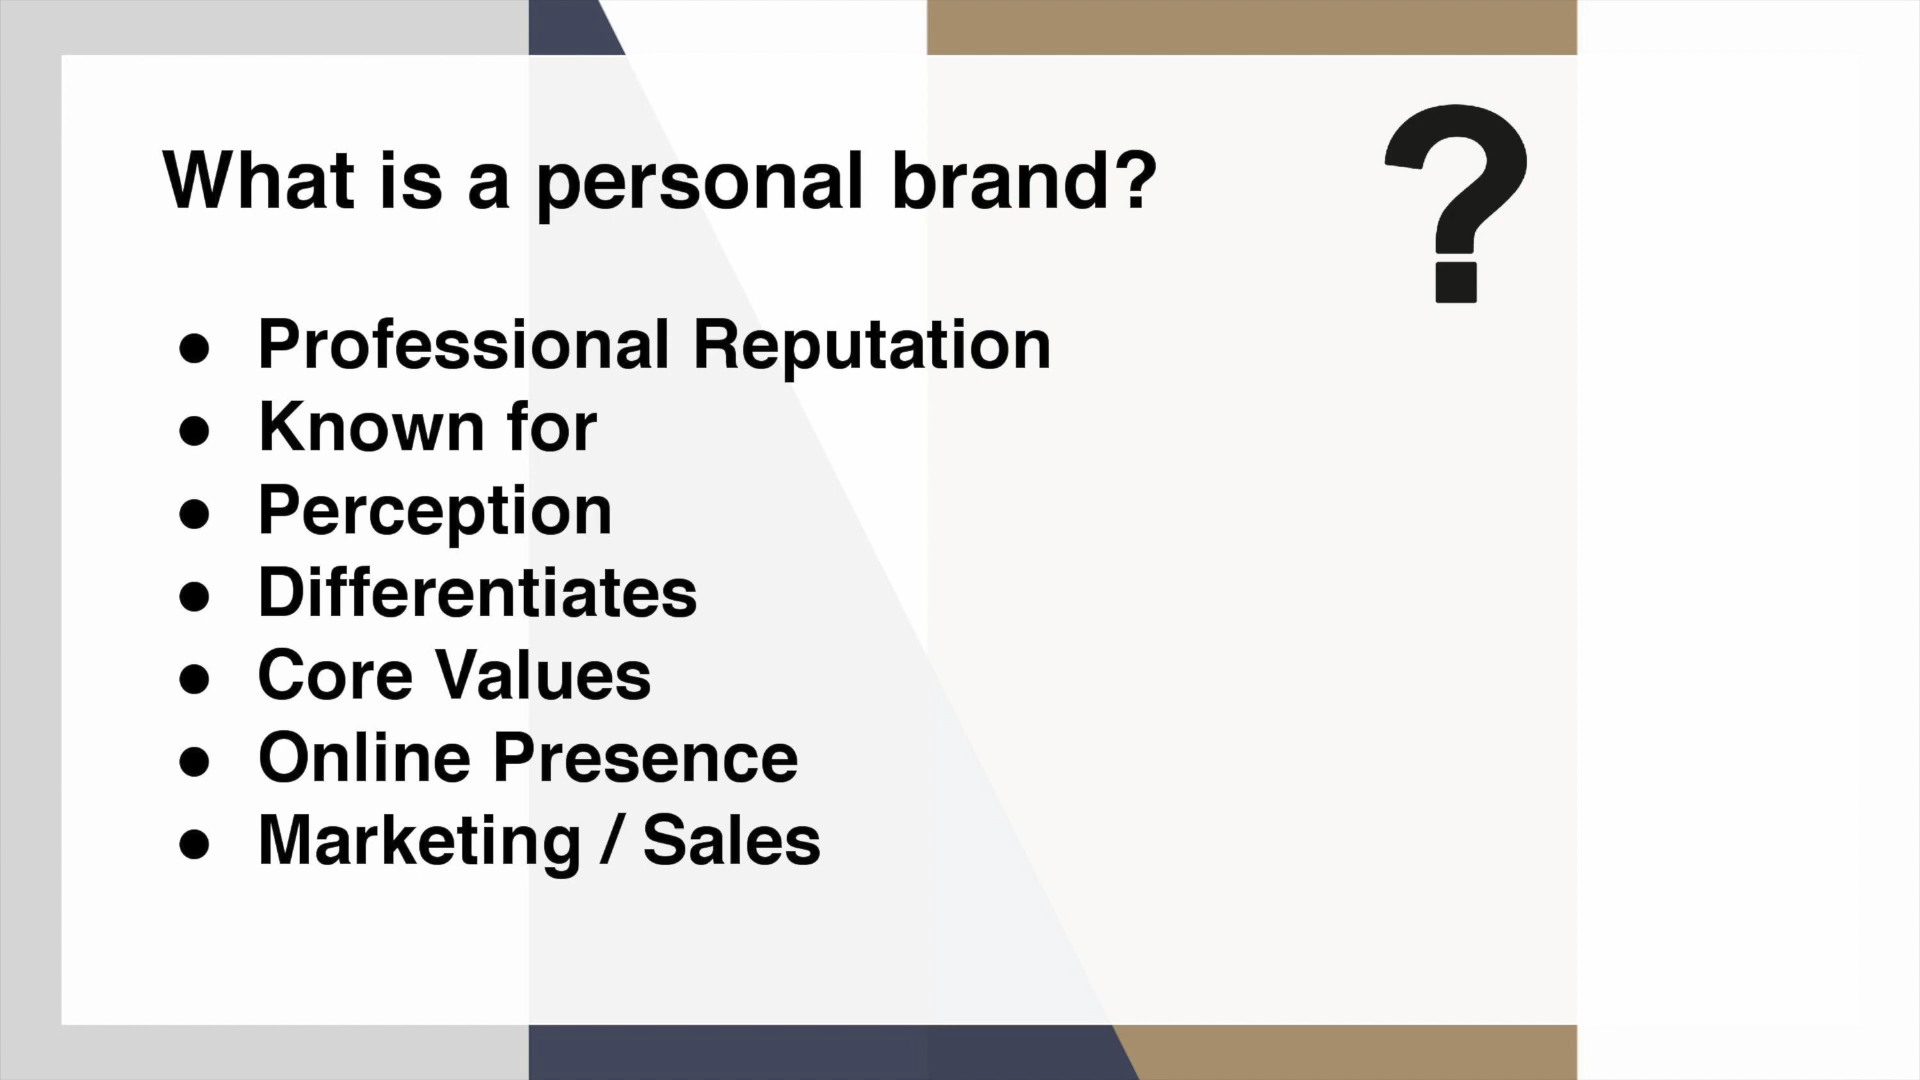 What is a personal brand?
?
● Professional Reputation
● Known for
● Perception
● Differentiates
● Core Values
● Online Presence
● Marketing / Sales